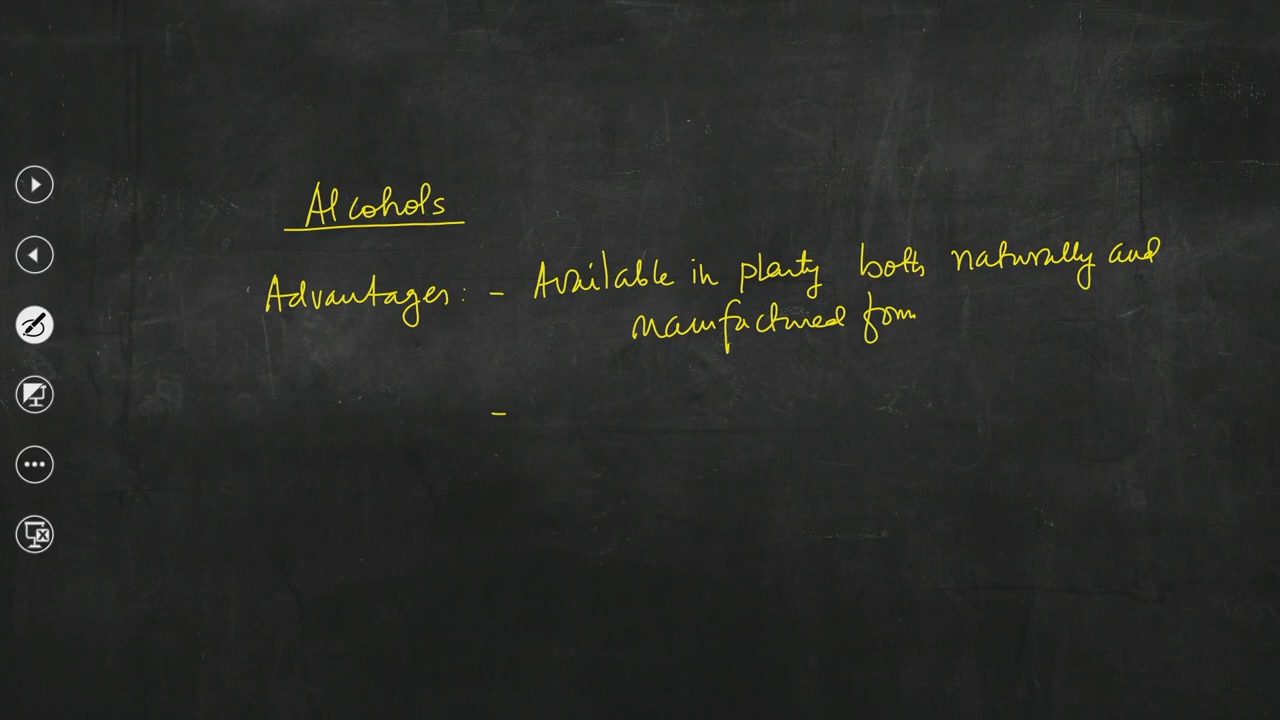 Alcohols
Advantages: - Available in plenty both naturally and
manufactured form
-